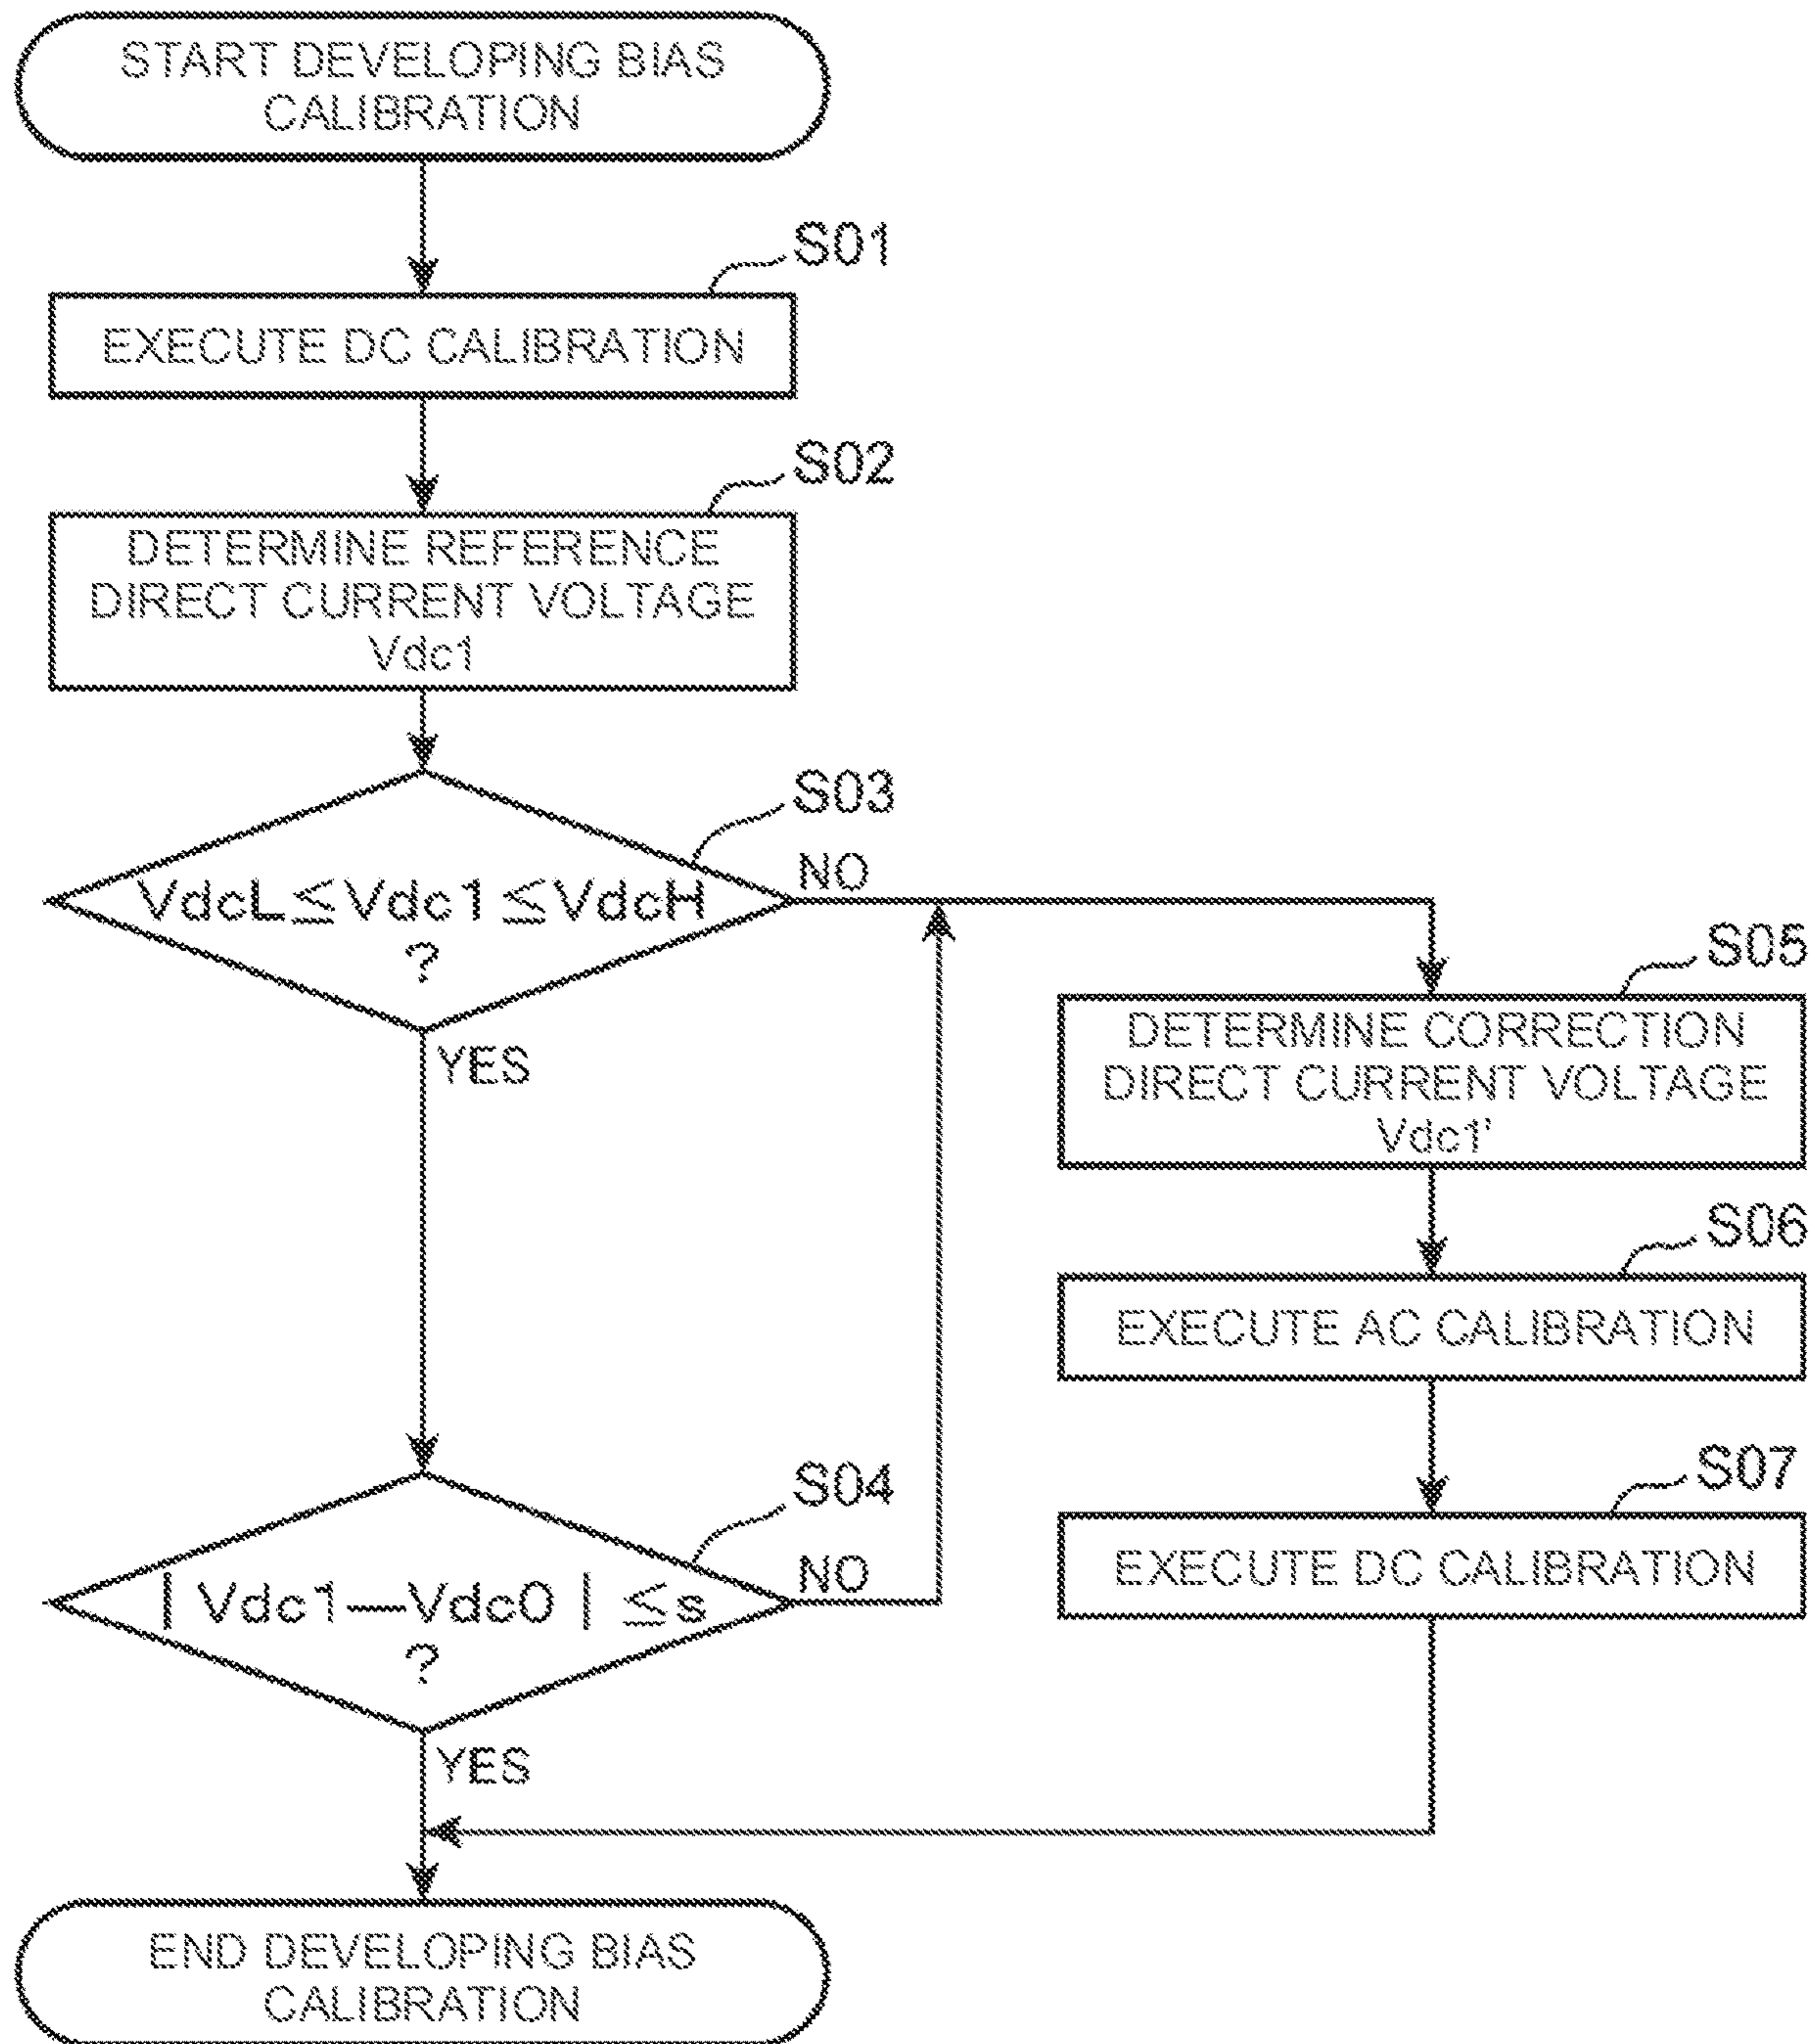 START DEVELOPING BIAS
CALIBRATION
S01
EXECUTE DC CALIBRATION
S02
DETERMINE REFERENCE
DIRECT CURRENT VOLTAGE
Vdc1
S03
VdcL≦Vdc1≦VdcH
?
NO
YES
S04
| Vdc1—Vdc0 | ≦s
?
NO
YES
S05
DETERMINE CORRECTION
DIRECT CURRENT VOLTAGE
Vdc1'
S06
EXECUTE AC CALIBRATION
S07
EXECUTE DC CALIBRATION
END DEVELOPING BIAS
CALIBRATION